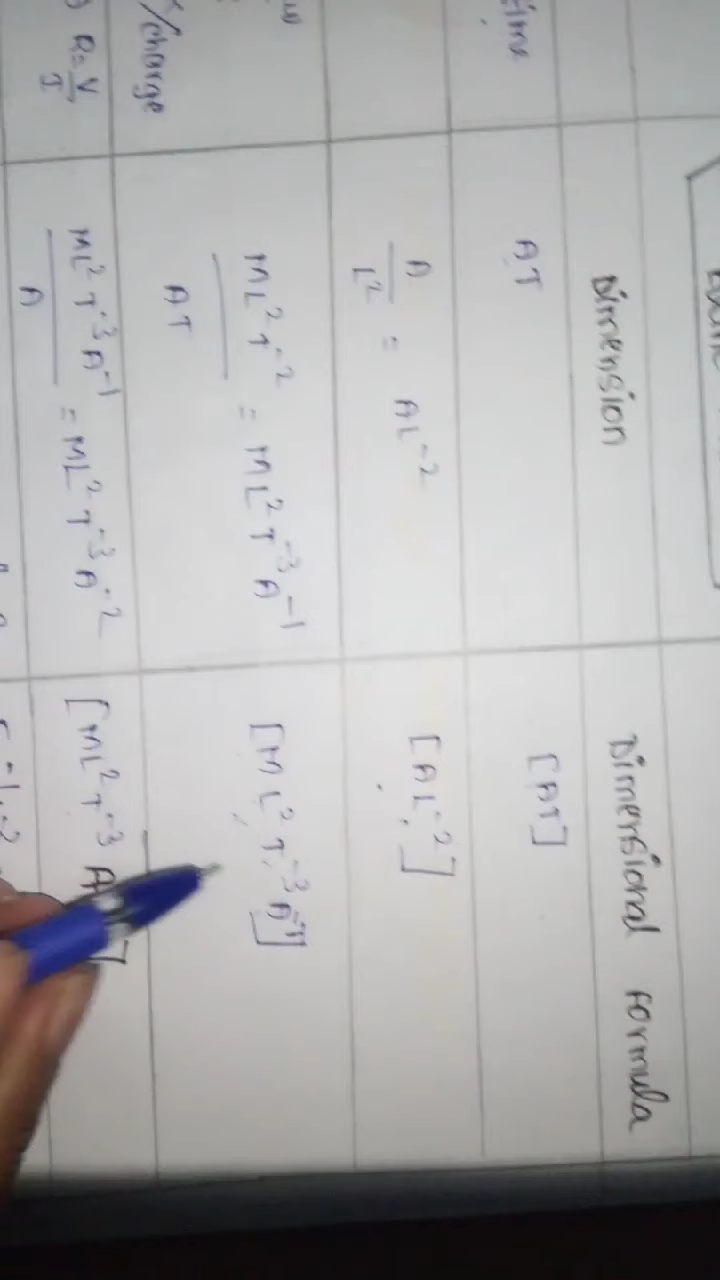 Dimension Dimensional Formula
time AT [AT]
A/L² = AL⁻² [AL⁻²]
/charge ML²T⁻²/AT = ML²T⁻³A⁻¹ [ML²T⁻³A⁻¹]
R=V/I ML²T⁻³A⁻¹/A = ML²T⁻³A⁻² [ML²T⁻³ A ]